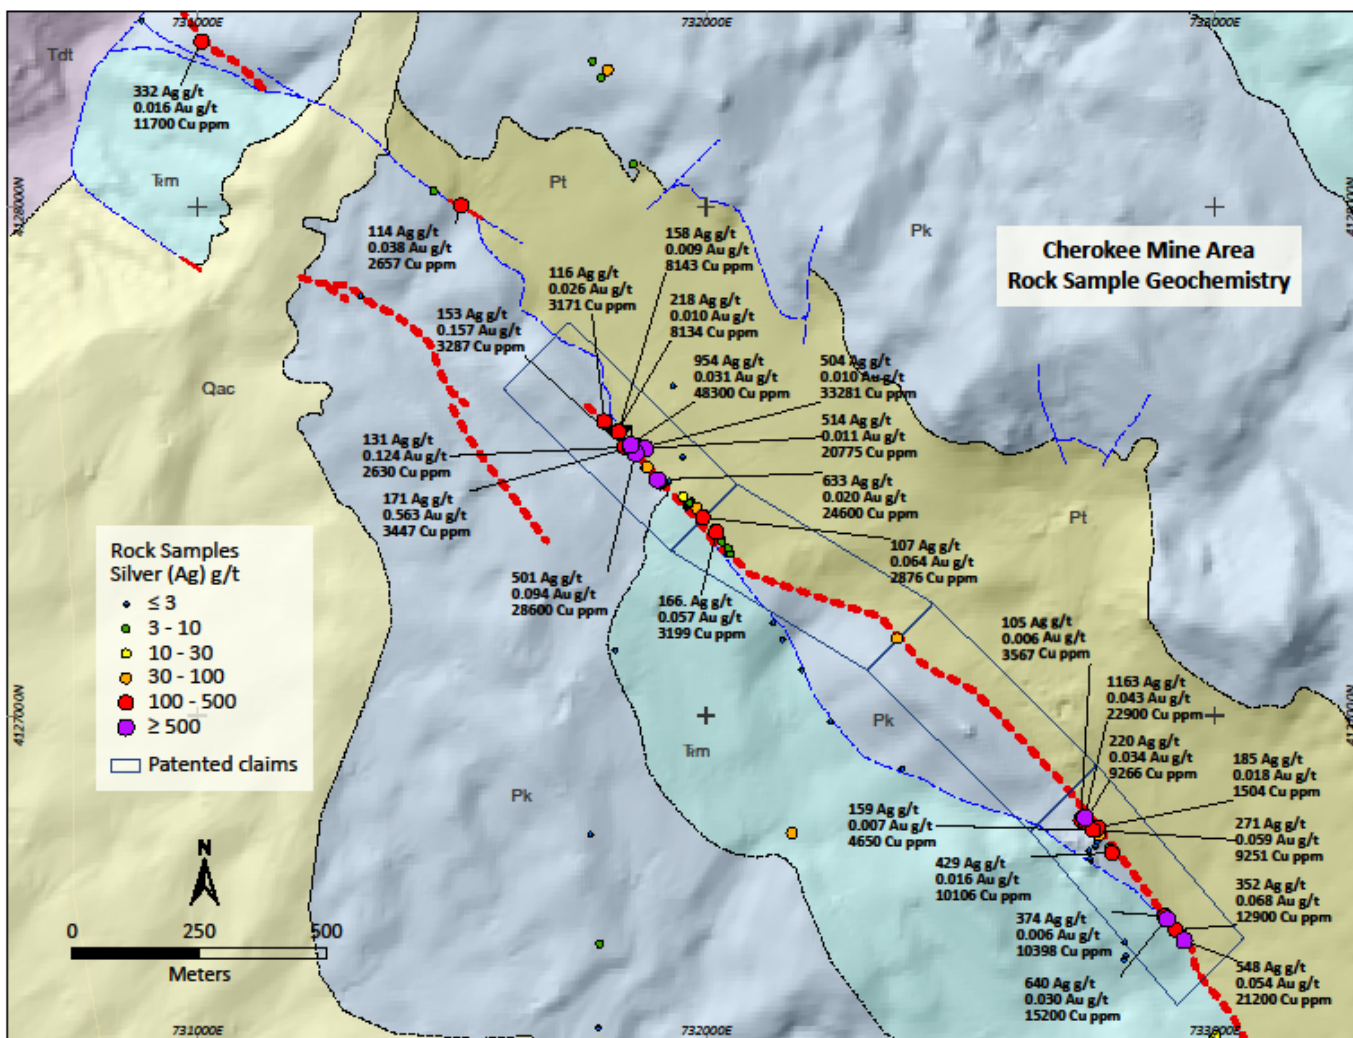 731000E
732000E
733000E
Tdt
332 Ag g/t
0.016 Au g/t
11700 Cu ppm
Pt
4128000N
4128000N
114 Ag g/t
0.038 Au g/t
2657 Cu ppm
158 Ag g/t
0.009 Au g/t
8143 Cu ppm
Pk
Cherokee Mine Area
Rock Sample Geochemistry
116 Ag g/t
0.026 Au g/t
3171 Cu ppm
218 Ag g/t
0.010 Au g/t
8134 Cu ppm
153 Ag g/t
0.157 Au g/t
3287 Cu ppm
954 Ag g/t
0.031 Au g/t
48300 Cu ppm
504 Ag g/t
0.010 Au g/t
33281 Cu ppm
Qac
514 Ag g/t
0.011 Au g/t
20775 Cu ppm
131 Ag g/t
0.124 Au g/t
2630 Cu ppm
171 Ag g/t
0.563 Au g/t
3447 Cu ppm
633 Ag g/t
0.020 Au g/t
24600 Cu ppm
Pt
107 Ag g/t
0.064 Au g/t
2876 Cu ppm
501 Ag g/t
0.094 Au g/t
28600 Cu ppm
166. Ag g/t
0.057 Au g/t
3199 Cu ppm
105 Ag g/t
0.006 Au g/t
3567 Cu ppm
Rock Samples
Silver (Ag) g/t
≤ 3
3 - 10
10 - 30
30 - 100
100 - 500
≥ 500
Patented claims
4127000N
1163 Ag g/t
0.043 Au g/t
22900 Cu ppm
Pk
220 Ag g/t
0.034 Au g/t
9266 Cu ppm
185 Ag g/t
0.018 Au g/t
1504 Cu ppm
Pk
159 Ag g/t
0.007 Au g/t
4650 Cu ppm
271 Ag g/t
0.059 Au g/t
9251 Cu ppm
429 Ag g/t
0.016 Au g/t
10106 Cu ppm
352 Ag g/t
0.068 Au g/t
12900 Cu ppm
374 Ag g/t
0.006 Au g/t
10398 Cu ppm
548 Ag g/t
0.054 Au g/t
21200 Cu ppm
640 Ag g/t
0.030 Au g/t
15200 Cu ppm
N
0 250 500
Meters
731000E
732000E
733000E